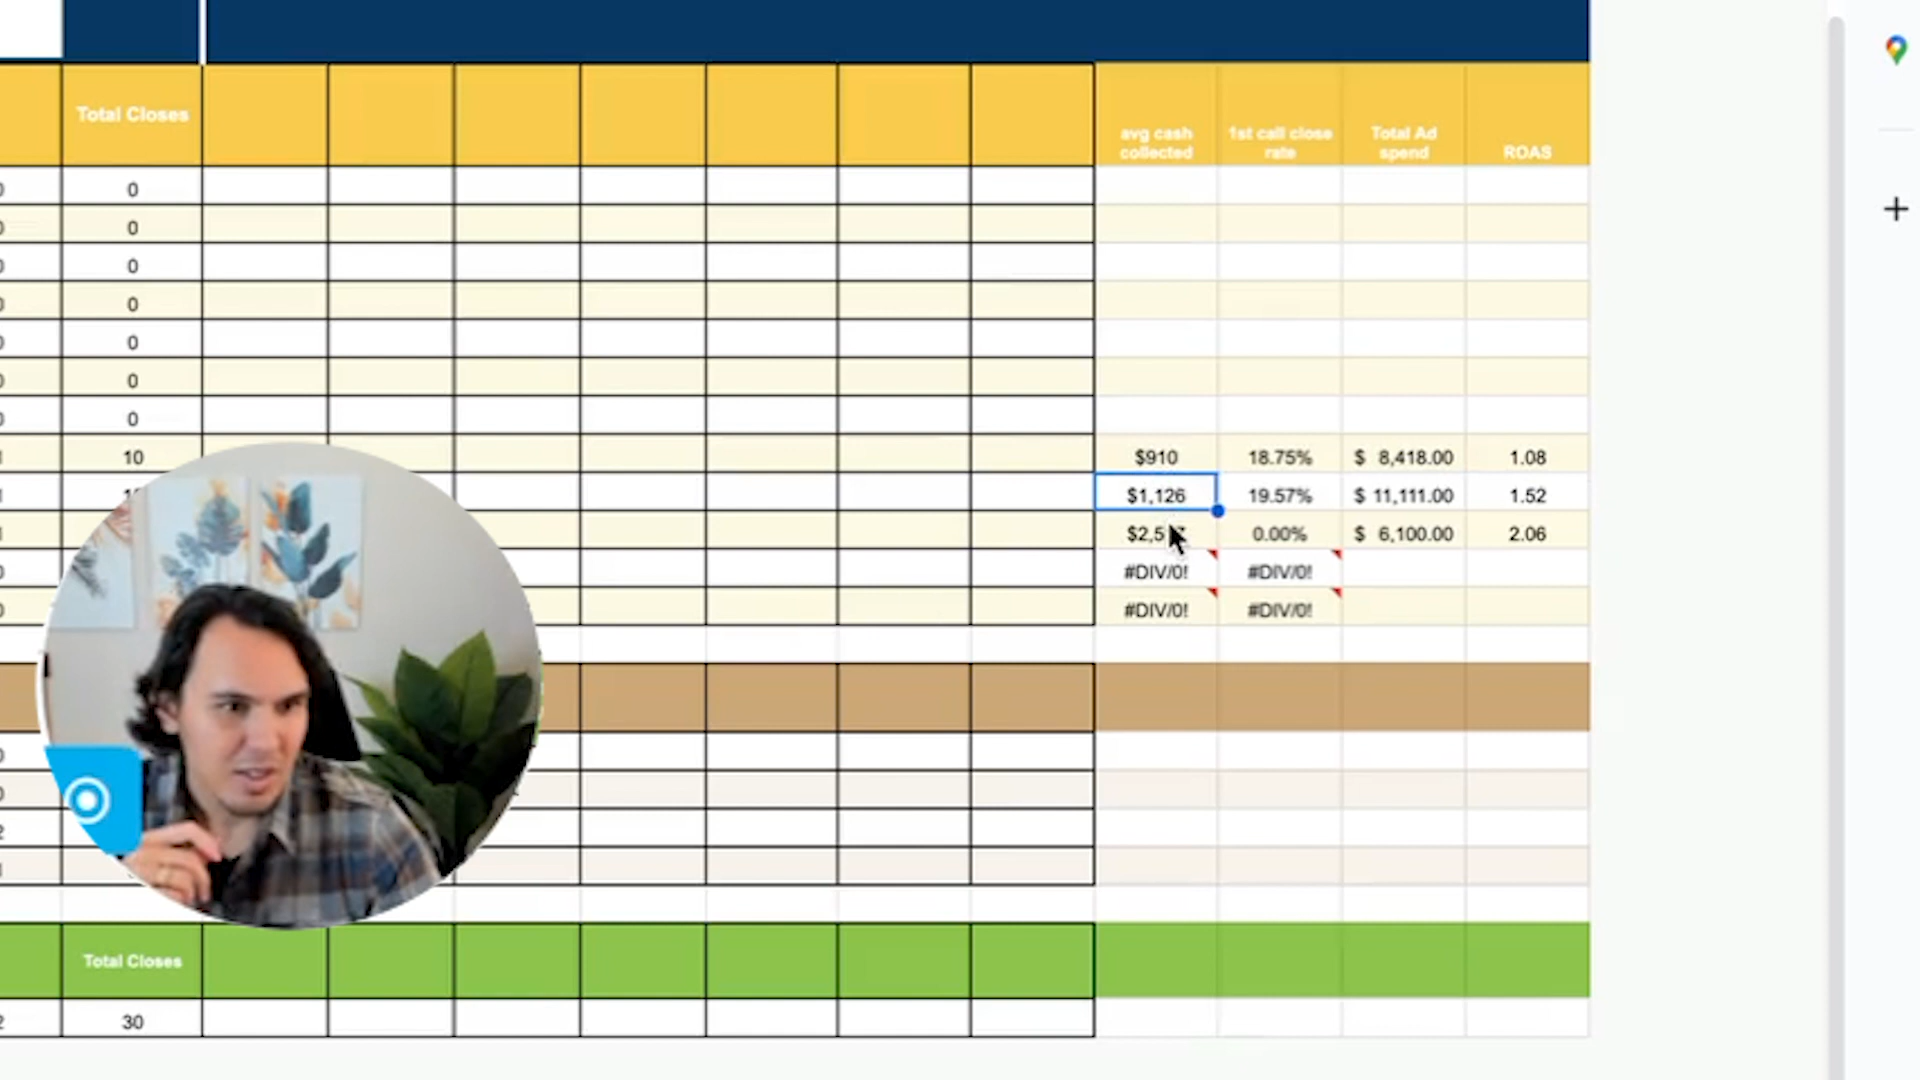 Total Closes avg cash collected 1st call close rate Total Ad spend ROAS
0
0
0
0
0
0
0
10 $910 18.75% $ 8,418.00 1.08
$1,126 19.57% $ 11,111.00 1.52
0.00% $ 6,100.00 2.06
#DIV/0! #DIV/0!
#DIV/0! #DIV/0!
Total Closes
30